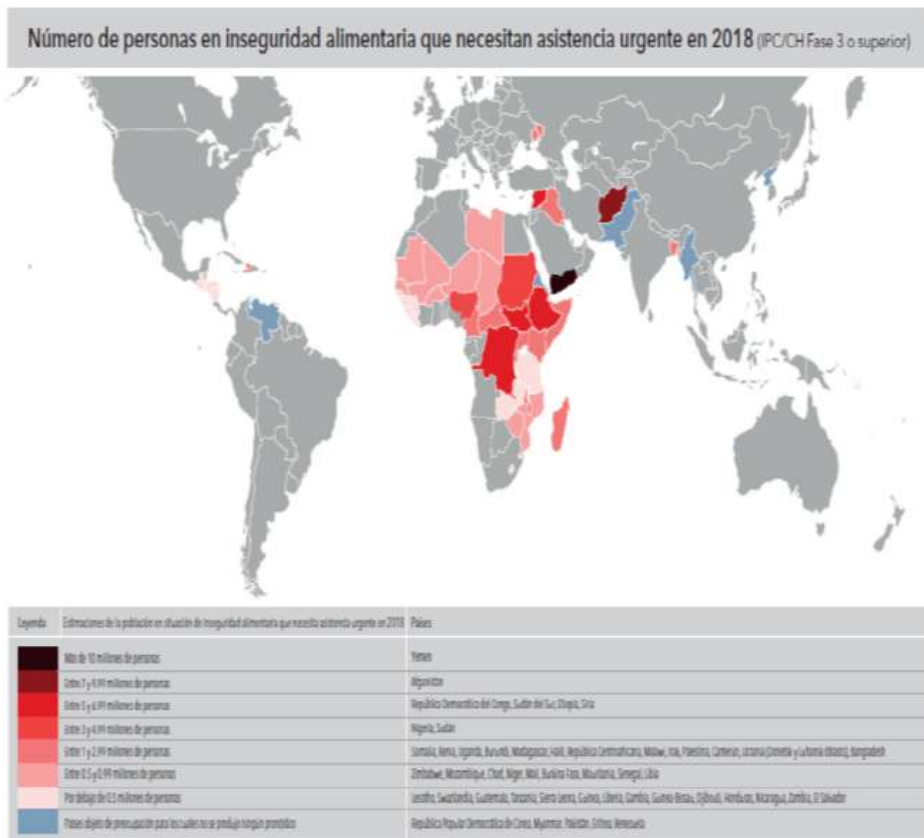 Número de personas en inseguridad alimentaria que necesitan asistencia urgente en 2018 (IPC/CH Fase 3 o superior)
Leyenda Estimaciones de la población en situación de inseguridad alimentaria que necesita asistencia urgente en 2018 Países
Más de 10 millones de personas Yemen
Entre 7 y 9.99 millones de personas Afganistán
Entre 5 y 6.99 millones de personas República Democrática del Congo, Sudán del Sur, Etiopía, Siria
Entre 3 y 4.99 millones de personas Nigeria, Sudán
Entre 1 y 2.99 millones de personas Somalia, Kenia, Uganda, Burundi, Madagascar, Haití, República Centroafricana, Malawi, Irak, Palestina, Camerún, Ucrania (Donetsk y Luhansk Oblasts), Bangladesh
Entre 0.5 y 0.99 millones de personas Zimbabwe, Mozambique, Chad, Níger, Mali, Burkina Faso, Mauritania, Senegal, Libia
Por debajo de 0.5 millones de personas Lesotho, Swazilandia, Guatemala, Tanzania, Sierra Leona, Guinea, Liberia, Gambia, Guinea-Bissau, Djibouti, Honduras, Nicaragua, Zambia, El Salvador
Países objeto de preocupación para los cuales no se produjo ningún pronóstico República Popular Democrática de Corea, Myanmar, Pakistán, Eritrea, Venezuela